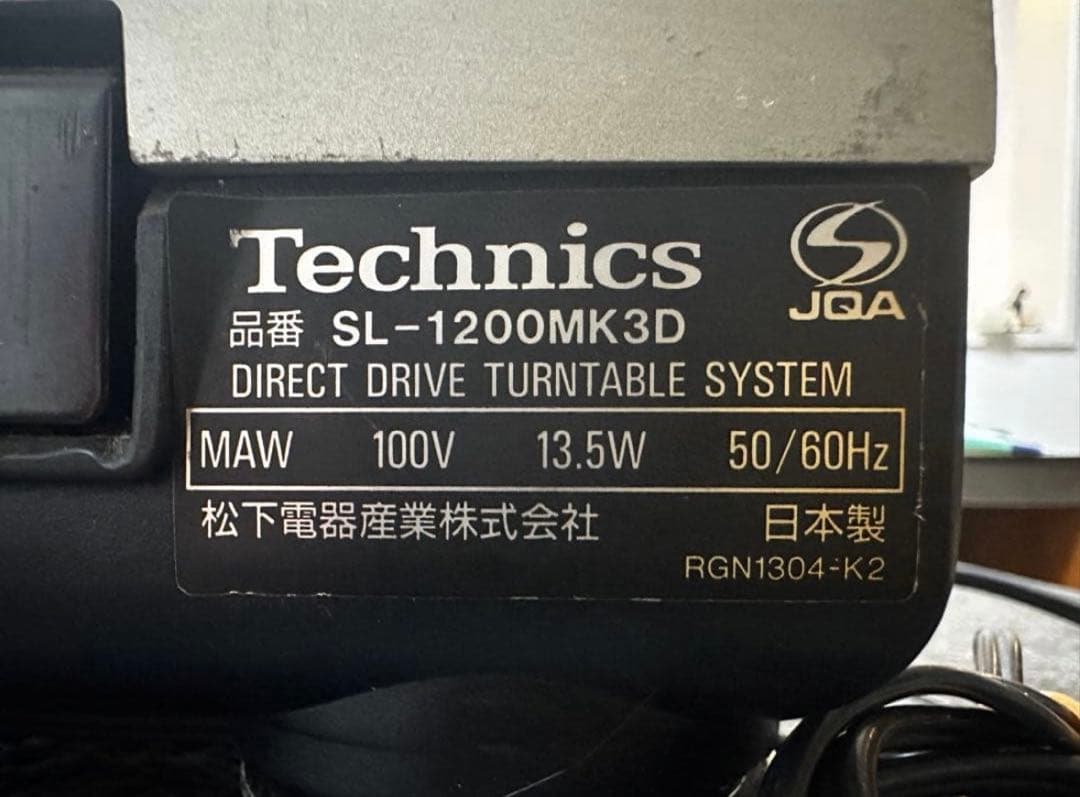 Technics
JQA
品番 SL-1200MK3D
DIRECT DRIVE TURNTABLE SYSTEM
MAW 100V 13.5W 50/60Hz
松下電器産業株式会社 日本製
RGN1304-K2